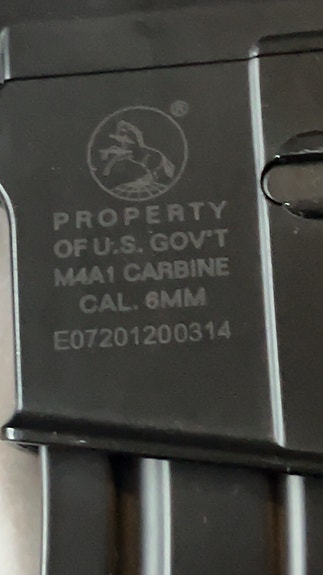 ®
PROPERTY
OF U.S. GOV'T
M4A1 CARBINE
CAL. 6MM
E07201200314